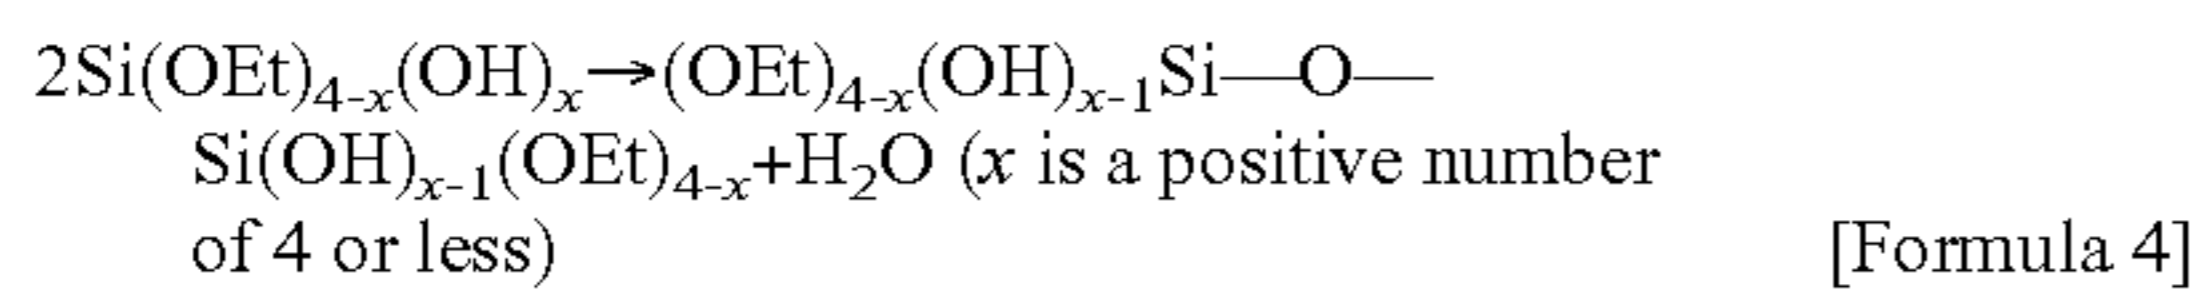 2Si(OEt)₄₋ₓ(OH)ₓ→(OEt)₄₋ₓ(OH)ₓ₋₁Si—O—
Si(OH)ₓ₋₁(OEt)₄₋ₓ+H₂O (x is a positive number
of 4 or less) [Formula 4]